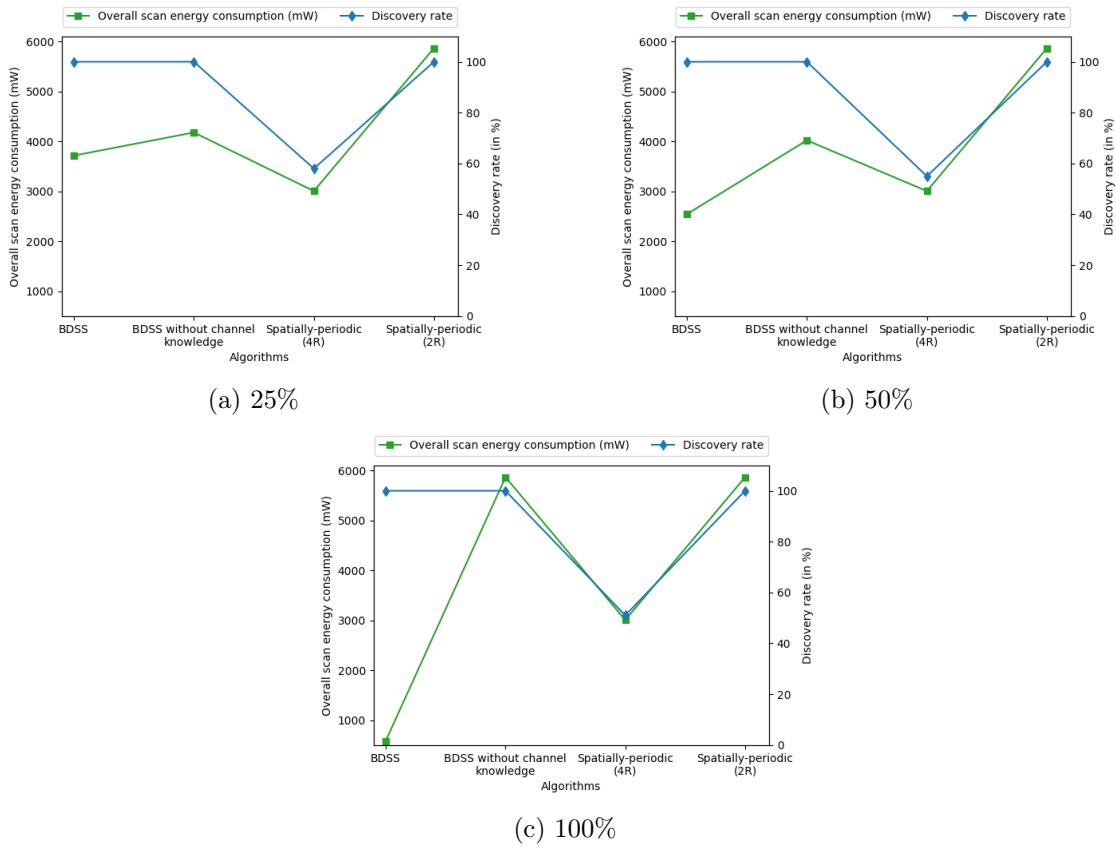 Overall scan energy consumption (mW) Discovery rate
6000
5000
4000
3000
2000
1000
Overall scan energy consumption (mW)
100
80
60
40
20
0
Discovery rate (in %)
BDSS
BDSS without channel
knowledge
Spatially-periodic
(4R)
Spatially-periodic
(2R)
Algorithms
(a) 25%
Overall scan energy consumption (mW) Discovery rate
6000
5000
4000
3000
2000
1000
Overall scan energy consumption (mW)
100
80
60
40
20
0
Discovery rate (in %)
BDSS
BDSS without channel
knowledge
Spatially-periodic
(4R)
Spatially-periodic
(2R)
Algorithms
(b) 50%
Overall scan energy consumption (mW) Discovery rate
6000
5000
4000
3000
2000
1000
Overall scan energy consumption (mW)
100
80
60
40
20
0
Discovery rate (in %)
BDSS
BDSS without channel
knowledge
Spatially-periodic
(4R)
Spatially-periodic
(2R)
Algorithms
(c) 100%